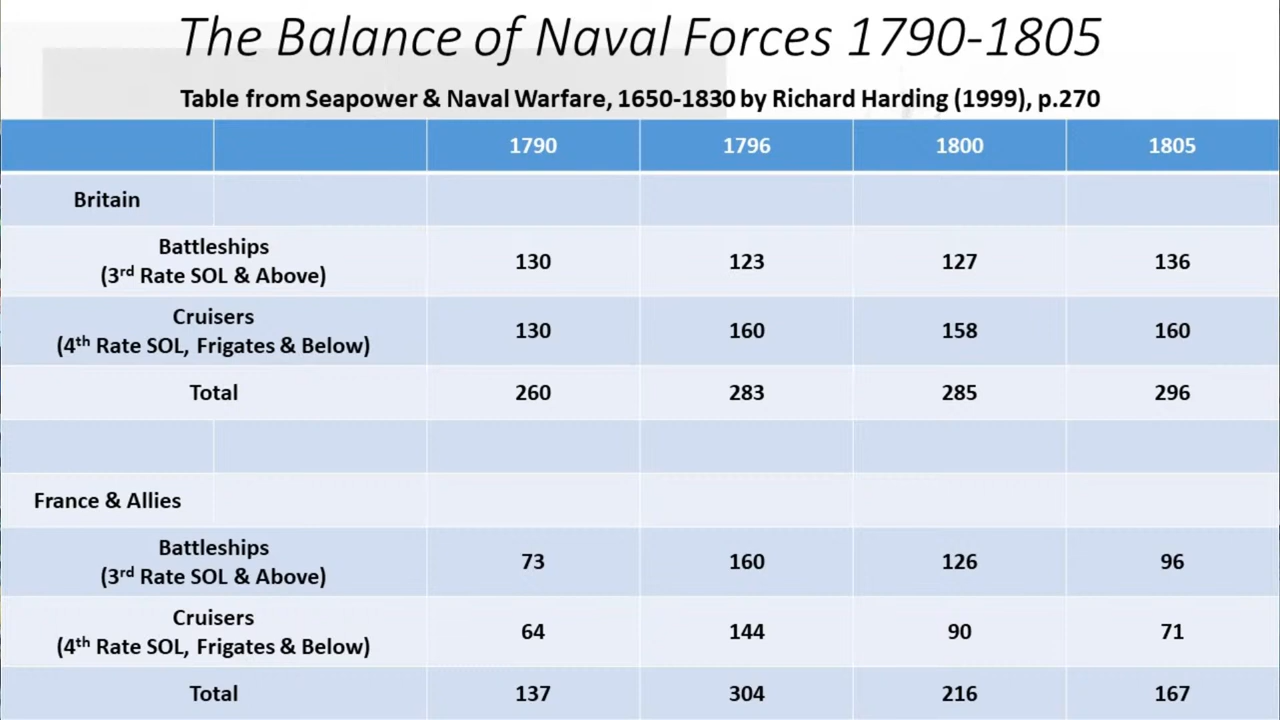 The Balance of Naval Forces 1790-1805
Table from Seapower & Naval Warfare, 1650-1830 by Richard Harding (1999), p.270
1790 1796 1800 1805
Britain
Battleships
(3rd Rate SOL & Above) 130 123 127 136
Cruisers
(4th Rate SOL, Frigates & Below) 130 160 158 160
Total 260 283 285 296
France & Allies
Battleships
(3rd Rate SOL & Above) 73 160 126 96
Cruisers
(4th Rate SOL, Frigates & Below) 64 144 90 71
Total 137 304 216 167